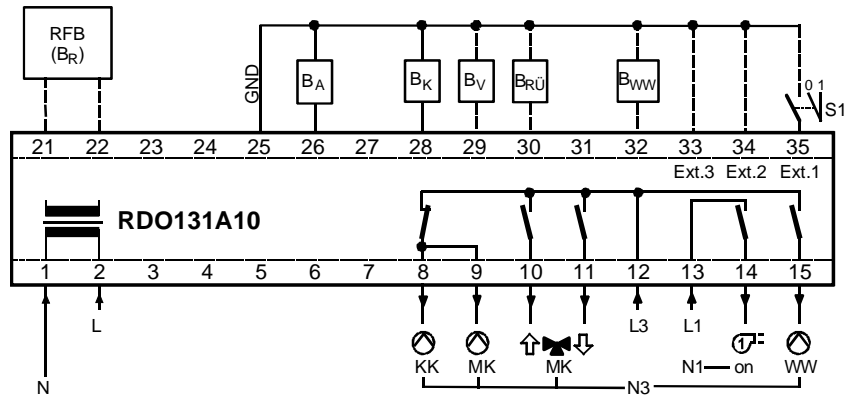 RFB
(BR)
GND
BA
BK
BV
BRÜ
BWW
0 1
S1
21 22 23 24 25 26 27 28 29 30 31 32 33 34 35
Ext.3 Ext.2 Ext.1
RDO131A10
1 2 3 4 5 6 7 8 9 10 11 12 13 14 15
L L3 L1
1
KK MK MK N1 on WW
N N3